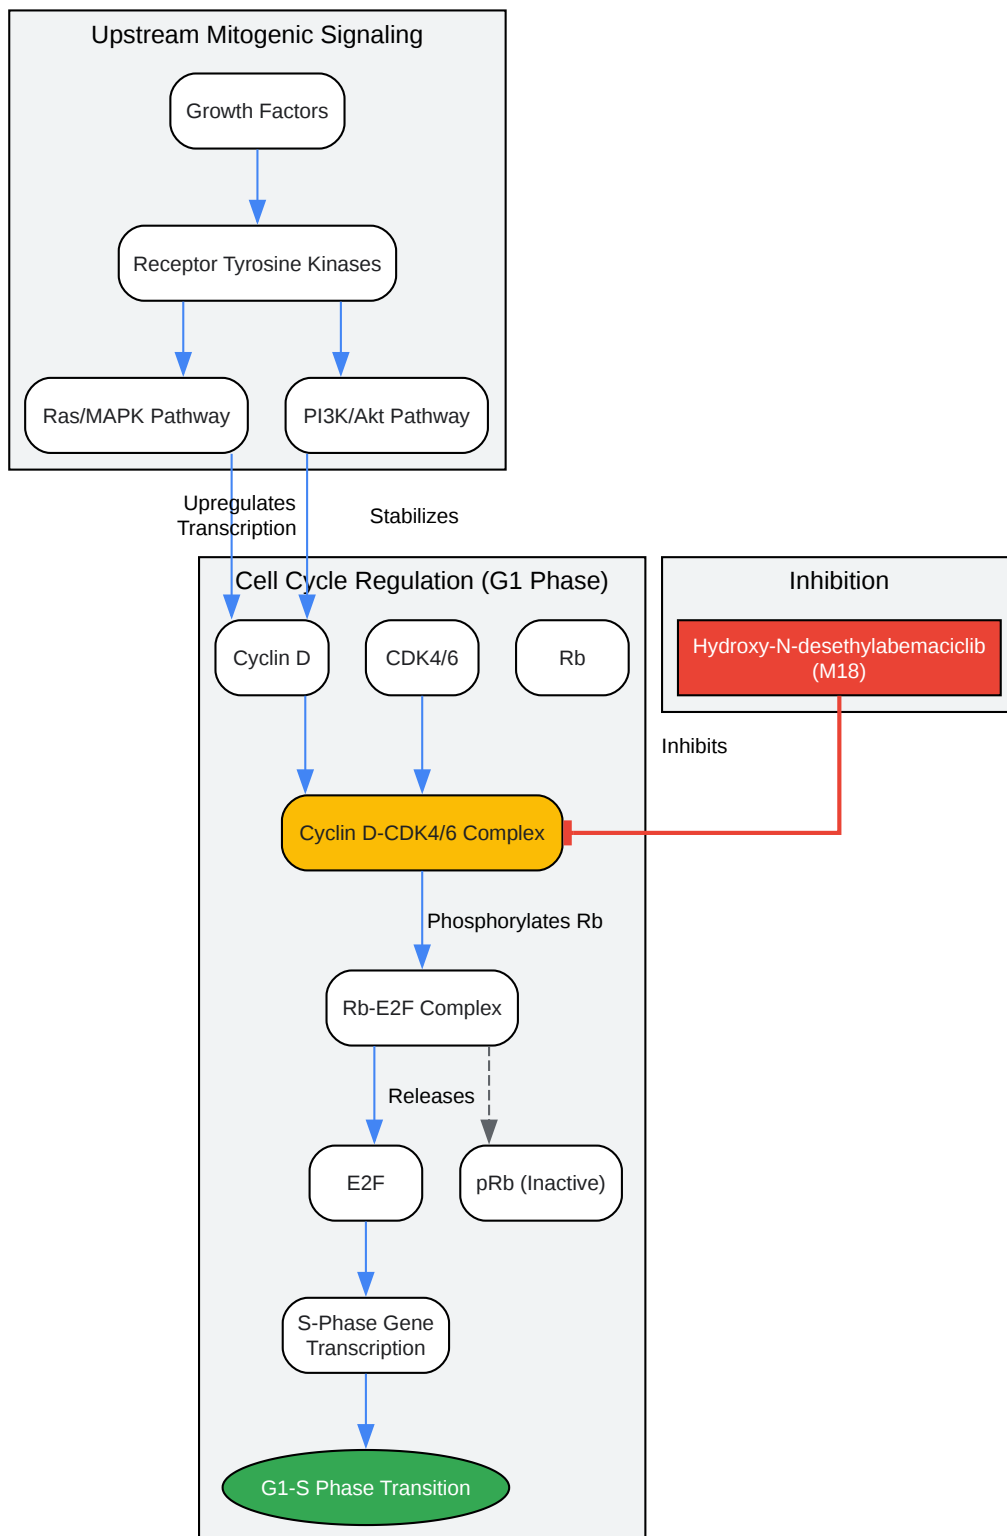 Upstream Mitogenic Signaling
Growth Factors
Receptor Tyrosine Kinases
Ras/MAPK Pathway
PI3K/Akt Pathway
Upregulates
Transcription
Stabilizes
Cell Cycle Regulation (G1 Phase)
Inhibition
Cyclin D
CDK4/6
Rb
Hydroxy-N-desethylabemaciclib
(M18)
Inhibits
Cyclin D-CDK4/6 Complex
Phosphorylates Rb
Rb-E2F Complex
Releases
E2F
pRb (Inactive)
S-Phase Gene
Transcription
G1-S Phase Transition